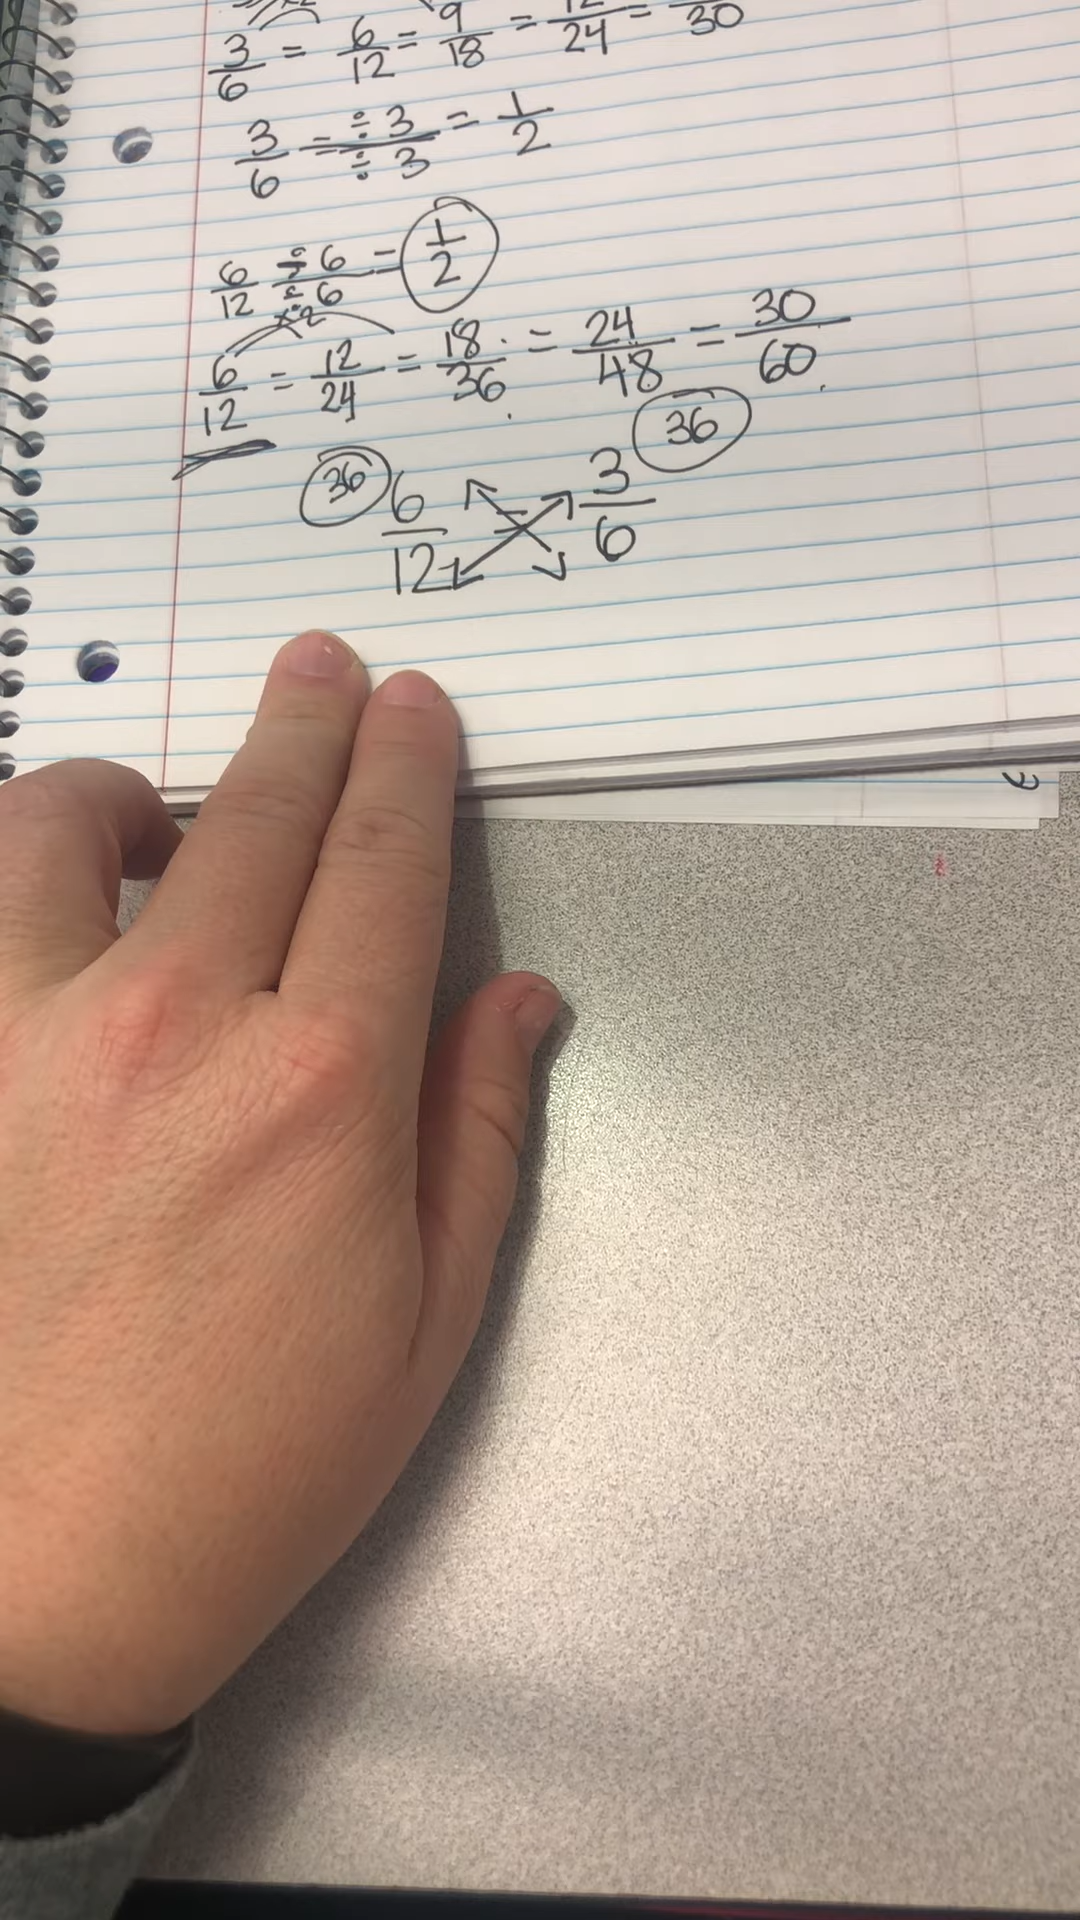 3/6 = 6/12 = 9/18 = 12/24 = /30
3/6 = ÷3/÷3 = 1/2
6/12 ÷6/÷6 = 1/2
×2
6/12 = 12/24 = 18/36 = 24/48 = 30/60
36 6/12 = 3/6 36